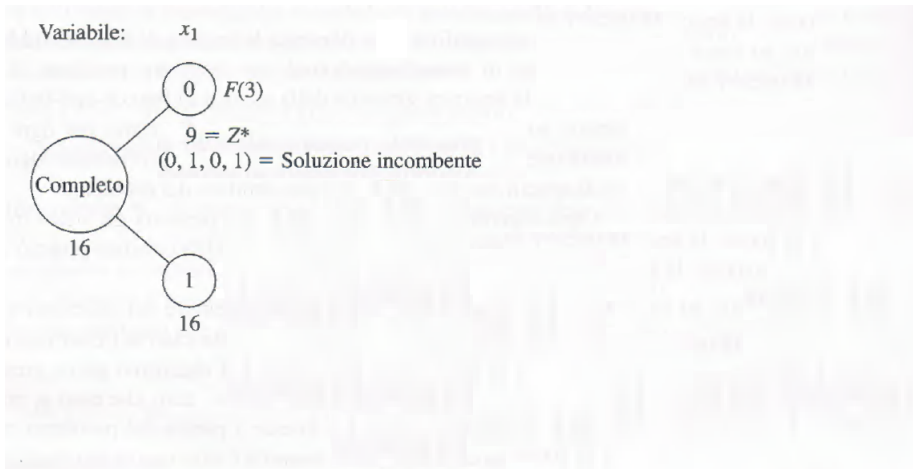 Variabile: x1
0 F(3)
9 = Z*
(0, 1, 0, 1) = Soluzione incombente
Completo
16
1
16